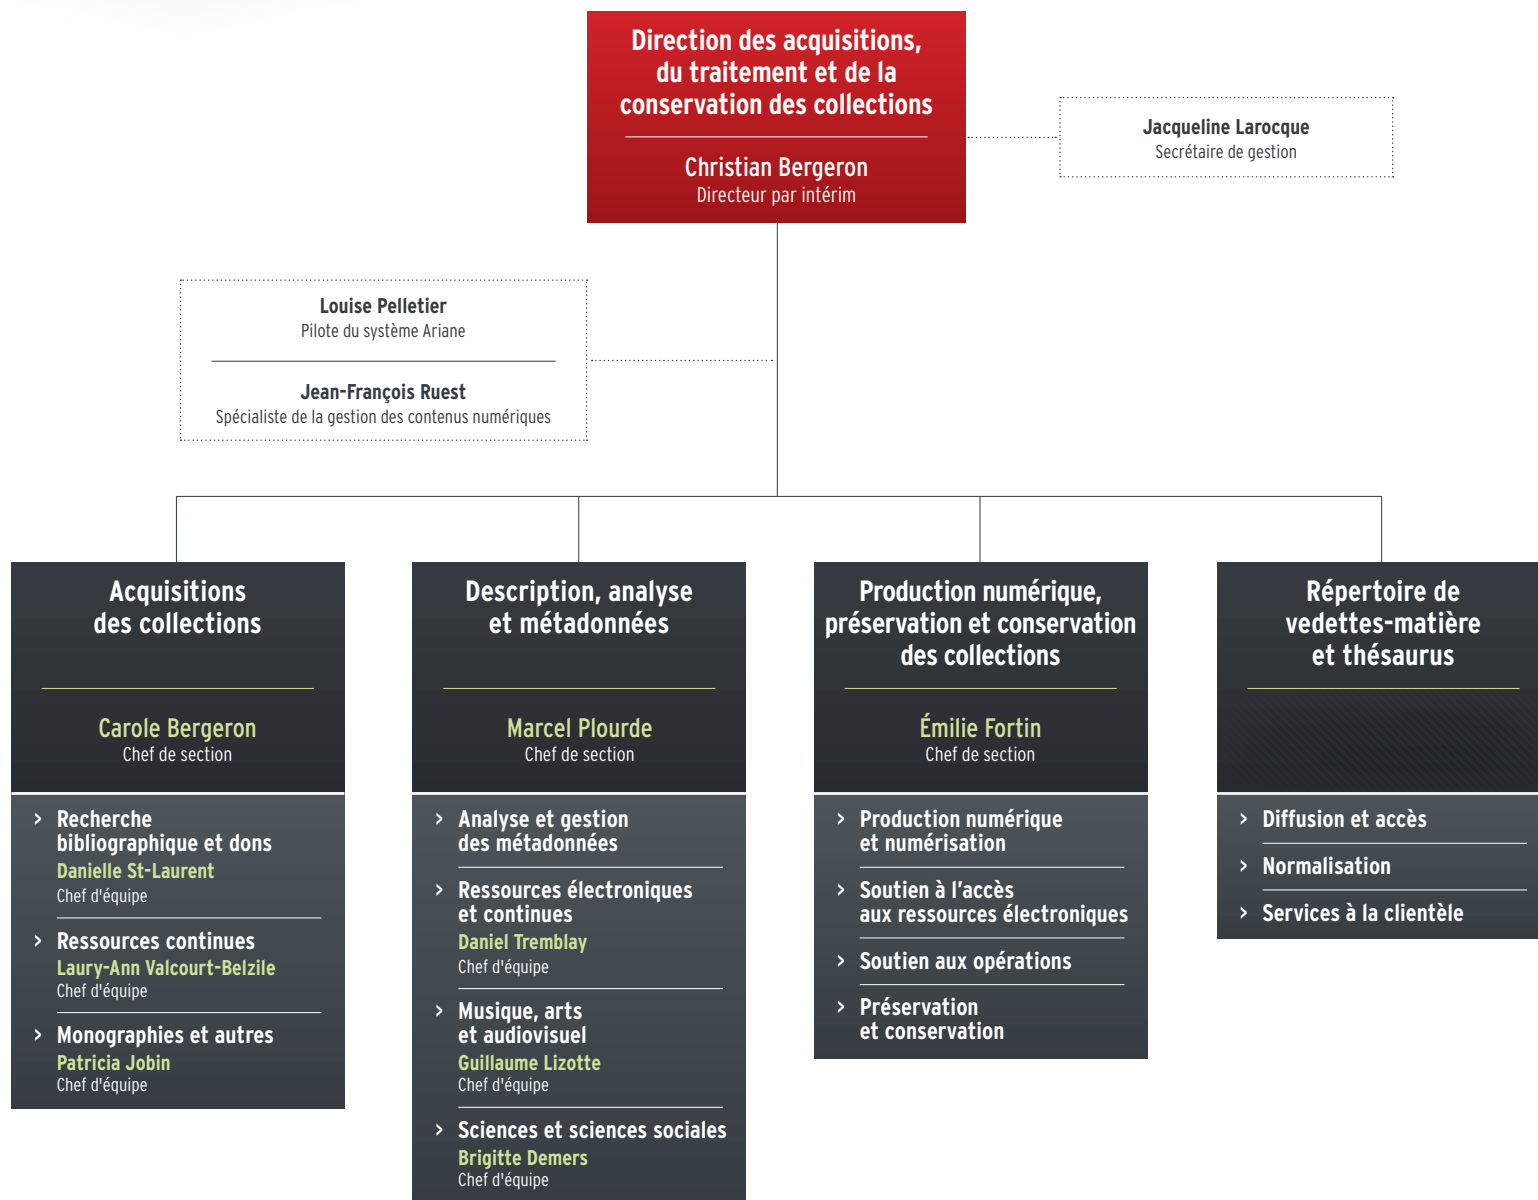 Direction des acquisitions,
du traitement et de la
conservation des collections
Christian Bergeron
Directeur par intérim
Jacqueline Larocque
Secrétaire de gestion
Louise Pelletier
Pilote du système Ariane
Jean-François Ruest
Spécialiste de la gestion des contenus numériques
Acquisitions
des collections
Carole Bergeron
Chef de section
> Recherche
bibliographique et dons
Danielle St-Laurent
Chef d'équipe
> Ressources continues
Laury-Ann Valcourt-Belzile
Chef d'équipe
> Monographies et autres
Patricia Jobin
Chef d'équipe
Description, analyse
et métadonnées
Marcel Plourde
Chef de section
> Analyse et gestion
des métadonnées
> Ressources électroniques
et continues
Daniel Tremblay
Chef d'équipe
> Musique, arts
et audiovisuel
Guillaume Lizotte
Chef d'équipe
> Sciences et sciences sociales
Brigitte Demers
Chef d'équipe
Production numérique,
préservation et conservation
des collections
Émilie Fortin
Chef de section
> Production numérique
et numérisation
> Soutien à l’accès
aux ressources électroniques
> Soutien aux opérations
> Préservation
et conservation
Répertoire de
vedettes-matière
et thésaurus
> Diffusion et accès
> Normalisation
> Services à la clientèle